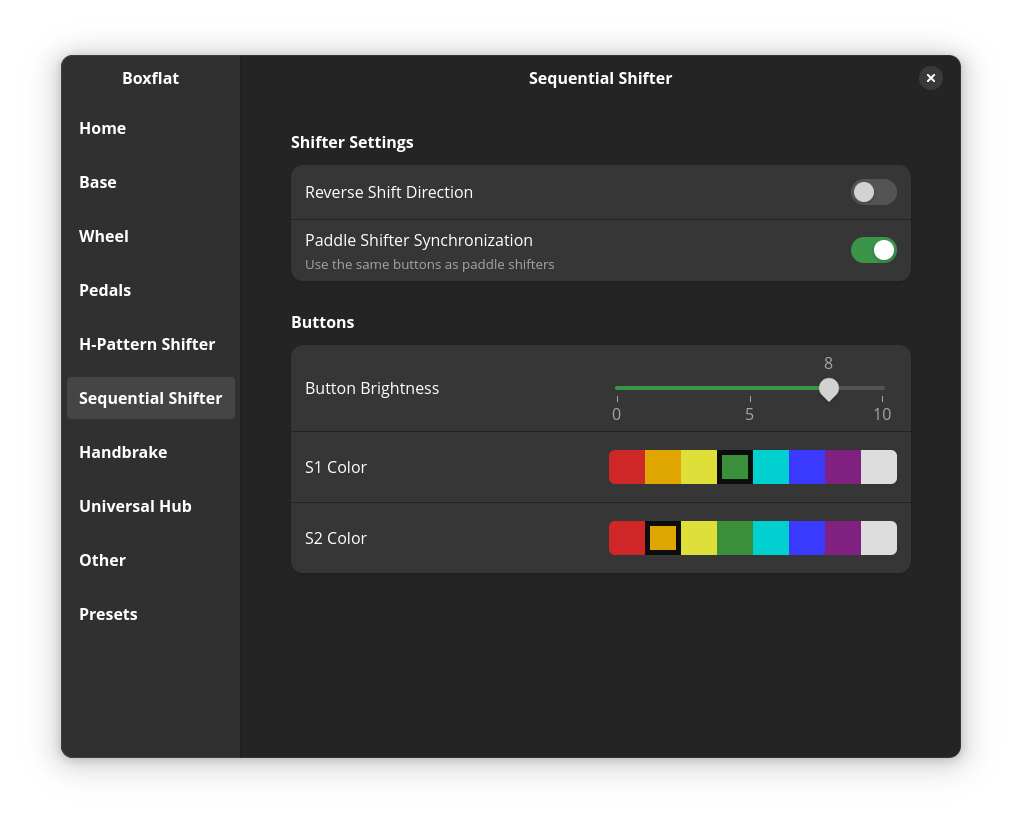 Boxflat
Sequential Shifter
Home
Base
Wheel
Pedals
H-Pattern Shifter
Sequential Shifter
Handbrake
Universal Hub
Other
Presets
Shifter Settings
Reverse Shift Direction
Paddle Shifter Synchronization
Use the same buttons as paddle shifters
Buttons
8
Button Brightness
0 5 10
S1 Color
S2 Color